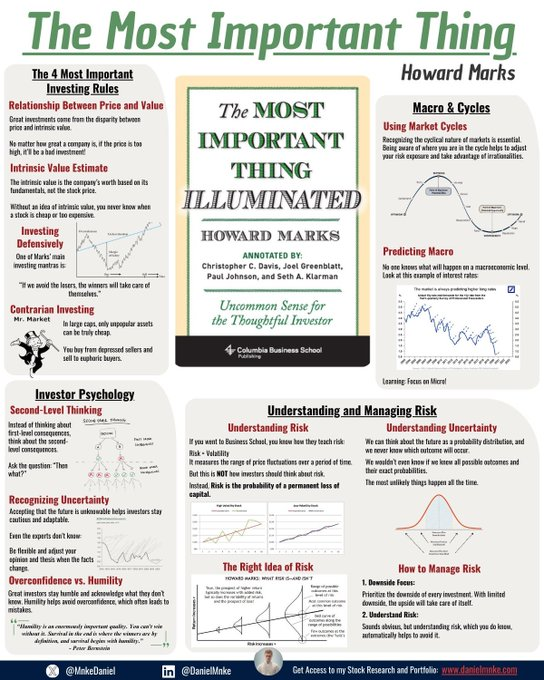 The Most Important Thing
Howard Marks
The 4 Most Important
Investing Rules
Relationship Between Price and Value
Great investments come from the disparity between
price and intrinsic value.
No matter how great a company is, if the price is too
high, it'll be a bad investment!
Intrinsic Value Estimate
The intrinsic value is the company's worth based on its
fundamentals, not the stock price.
Without an idea of intrinsic value, you never know when
a stock is cheap or too expensive.
Investing
Defensively
One of Marks' main
investing mantras is:
"If we avoid the losers, the winners will take care of
themselves."
Contrarian Investing
Mr. Market
In large caps, only unpopular assets
can be truly cheap.
You buy from depressed sellers and
sell to euphoric buyers.
The MOST
IMPORTANT
THING
ILLUMINATED
HOWARD MARKS
ANNOTATED BY:
Christopher C. Davis, Joel Greenblatt,
Paul Johnson, and Seth A. Klarman
Uncommon Sense for
the Thoughtful Investor
Columbia Business School
Publishing
Macro & Cycles
Using Market Cycles
Recognizing the cyclical nature of markets is essential.
Being aware of where you are in the cycle helps to adjust
your risk exposure and take advantage of irrationalities.
Predicting Macro
No one knows what will happen on a macroeconomic level.
Look at this example of interest rates:
The market is always predicting higher long rates
Learning: Focus on Micro!
Investor Psychology
Second-Level Thinking
Instead of thinking about
first-level consequences,
think about the second-
level consequences.
Ask the question: "Then
what?"
Recognizing Uncertainty
Accepting that the future is unknowable helps investors stay
cautious and adaptable.
Even the experts don't know:
Be flexible and adjust your
opinion and thesis when the facts
change.
Overconfidence vs. Humility
Great investors stay humble and acknowledge what they don't
know. Humility helps avoid overconfidence, which often leads to
mistakes.
"Humility is an enormously important quality. You can't win
without it. Survival in the end is where the winners are by
definition, and survival begins with humility."
- Peter Bernstein
Understanding and Managing Risk
Understanding Risk
If you went to Business School, you know how they teach risk:
Risk = Volatility
It measures the range of price fluctuations over a period of time.
But this is NOT how investors should think about risk.
Instead, Risk is the probability of a permanent loss of
capital.
The Right Idea of Risk
HOWARD MARKS: WHAT RISK IS—AND ISN'T
Risk increases
Understanding Uncertainty
We can think about the future as a probability distribution, and
we never know which outcome will occur.
We wouldn't even if we knew all possible outcomes and
their exact probabilities.
The most unlikely things happen all the time.
How to Manage Risk
1. Downside Focus:
Prioritize the downside of every investment. With limited
downside, the upside will take care of itself.
2. Understand Risk:
Sounds obvious, but understanding risk, which you do know,
automatically helps to avoid it.
@MnkeDaniel
@DanielMnke
Get Access to my Stock Research and Portfolio: www.danielmnke.com